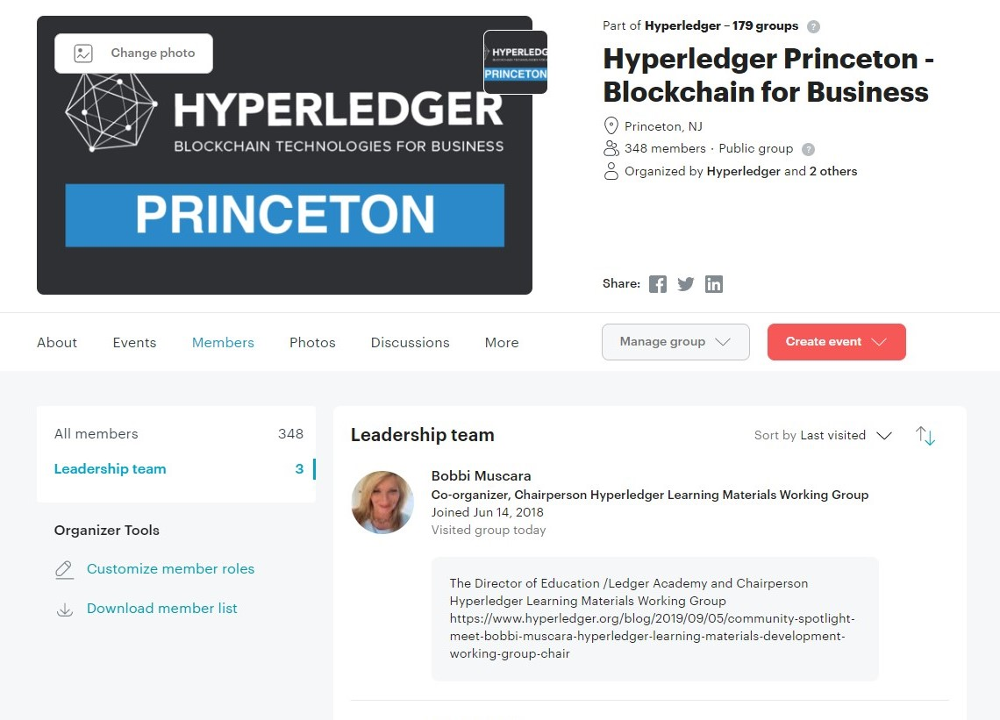 Change photo
HYPERLEDGER
BLOCKCHAIN TECHNOLOGIES FOR BUSINESS
PRINCETON
HYPERLEDG
PRINCETON
Part of Hyperledger – 179 groups ?
Hyperledger Princeton -
Blockchain for Business
Princeton, NJ
348 members · Public group ?
Organized by Hyperledger and 2 others
Share:
About Events Members Photos Discussions More
Manage group
Create event
All members 348
Leadership team 3
Organizer Tools
Customize member roles
Download member list
Leadership team
Sort by Last visited
Bobbi Muscara
Co-organizer, Chairperson Hyperledger Learning Materials Working Group
Joined Jun 14, 2018
Visited group today
The Director of Education /Ledger Academy and Chairperson
Hyperledger Learning Materials Working Group
https://www.hyperledger.org/blog/2019/09/05/community-spotlight-
meet-bobbi-muscara-hyperledger-learning-materials-development-
working-group-chair